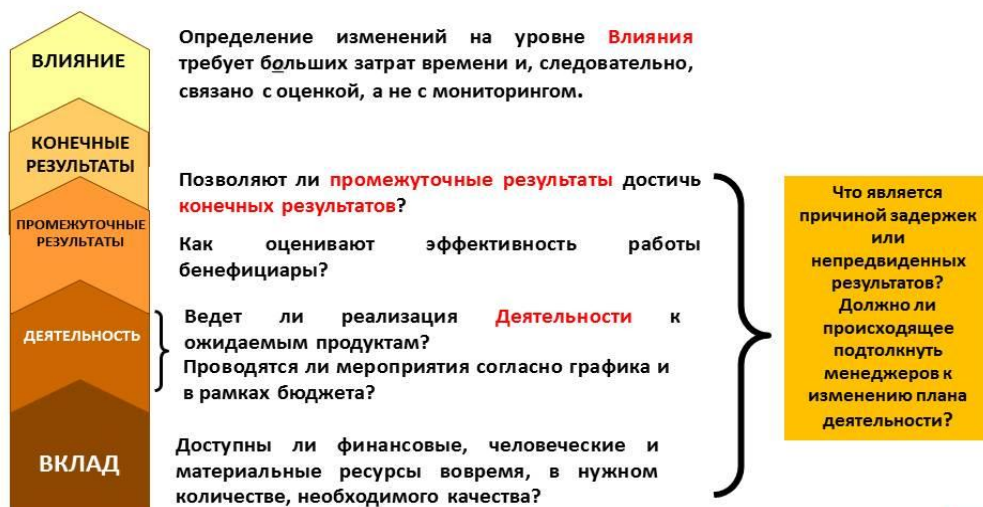 ВЛИЯНИЕ
Определение изменений на уровне Влияния
требует больших затрат времени и, следовательно,
связано с оценкой, а не с мониторингом.
КОНЕЧНЫЕ
РЕЗУЛЬТАТЫ
Позволяют ли промежуточные результаты достичь
конечных результатов?
ПРОМЕЖУТОЧНЫЕ
РЕЗУЛЬТАТЫ
Как оценивают эффективность работы
бенефициары?
ДЕЯТЕЛЬНОСТЬ
Ведет ли реализация Деятельности к
ожидаемым продуктам?
Проводятся ли мероприятия согласно графика и
в рамках бюджета?
ВКЛАД
Доступны ли финансовые, человеческие и
материальные ресурсы вовремя, в нужном
количестве, необходимого качества?
Что является
причиной задержек
или
непредвиденных
результатов?
Должно ли
происходящее
подтолкнуть
менеджеров к
изменению плана
деятельности?